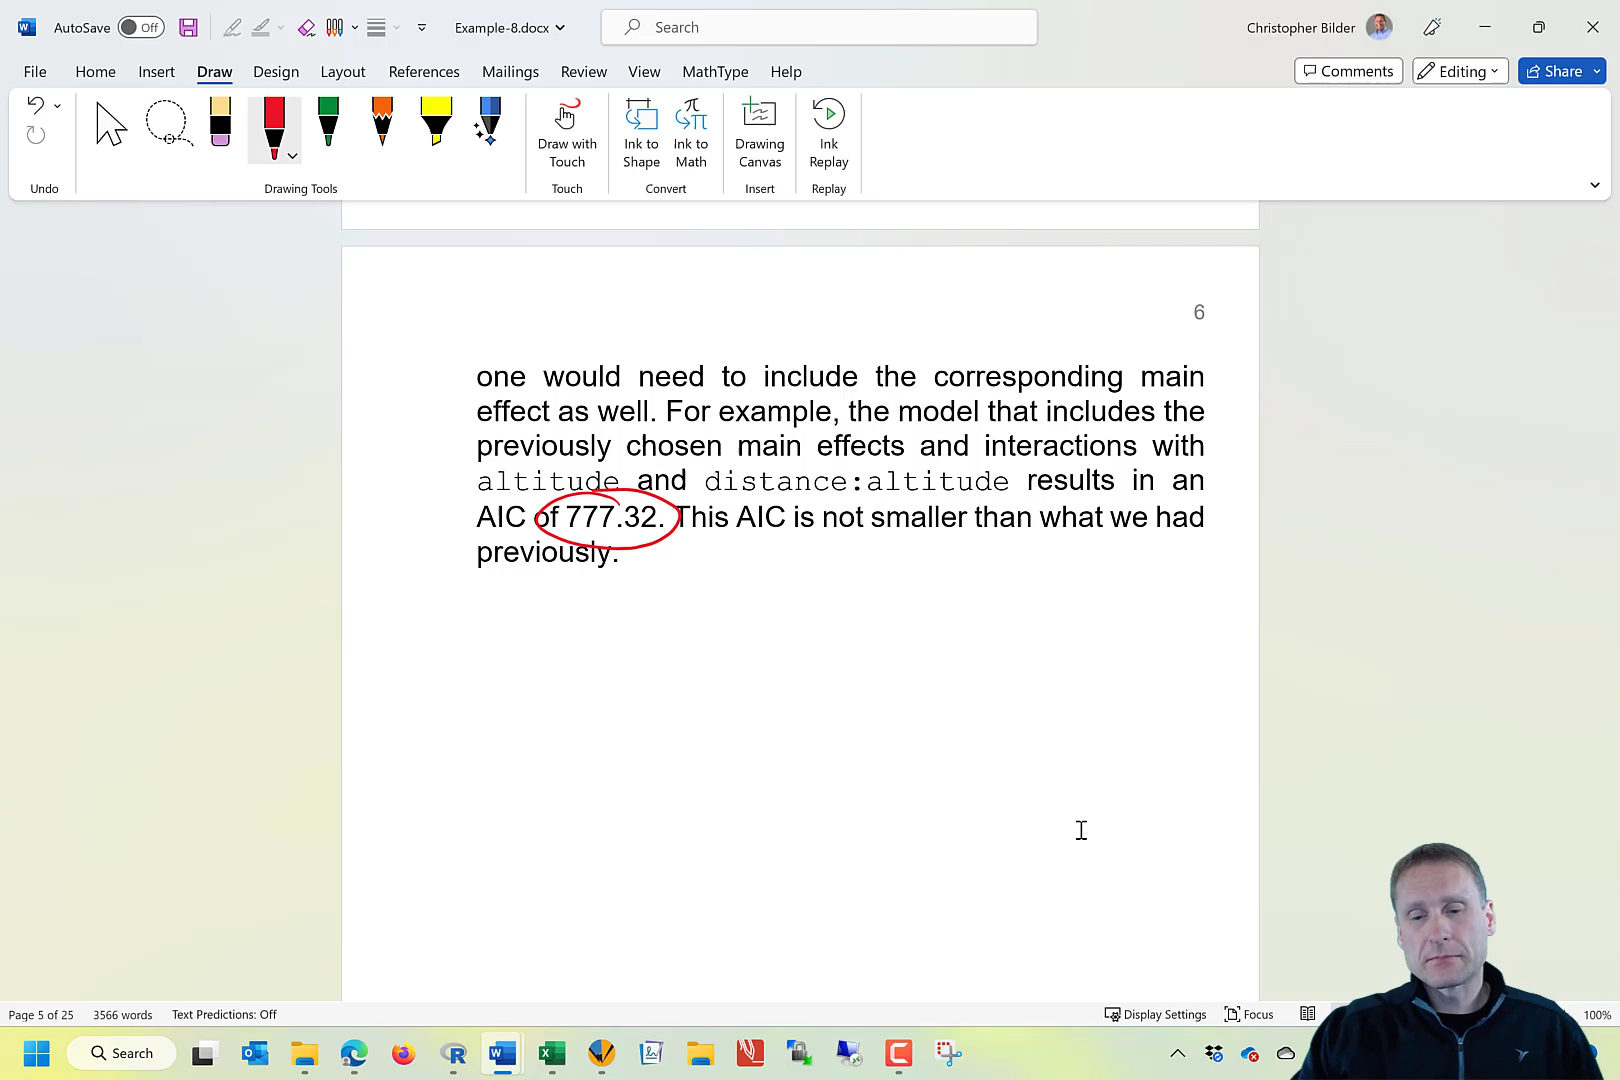 AutoSave Off Example-8.docx Search Christopher Bilder
File Home Insert Draw Design Layout References Mailings Review View MathType Help Comments Editing Share
Draw with Touch
Ink to Shape
Ink to Math
Drawing Canvas
Ink Replay
Undo Drawing Tools Touch Convert Insert Replay
6
one would need to include the corresponding main
effect as well. For example, the model that includes the
previously chosen main effects and interactions with
altitude and distance:altitude results in an
AIC of 777.32. This AIC is not smaller than what we had
previously.
Page 5 of 25 3566 words Text Predictions: Off Display Settings Focus 100%
Search